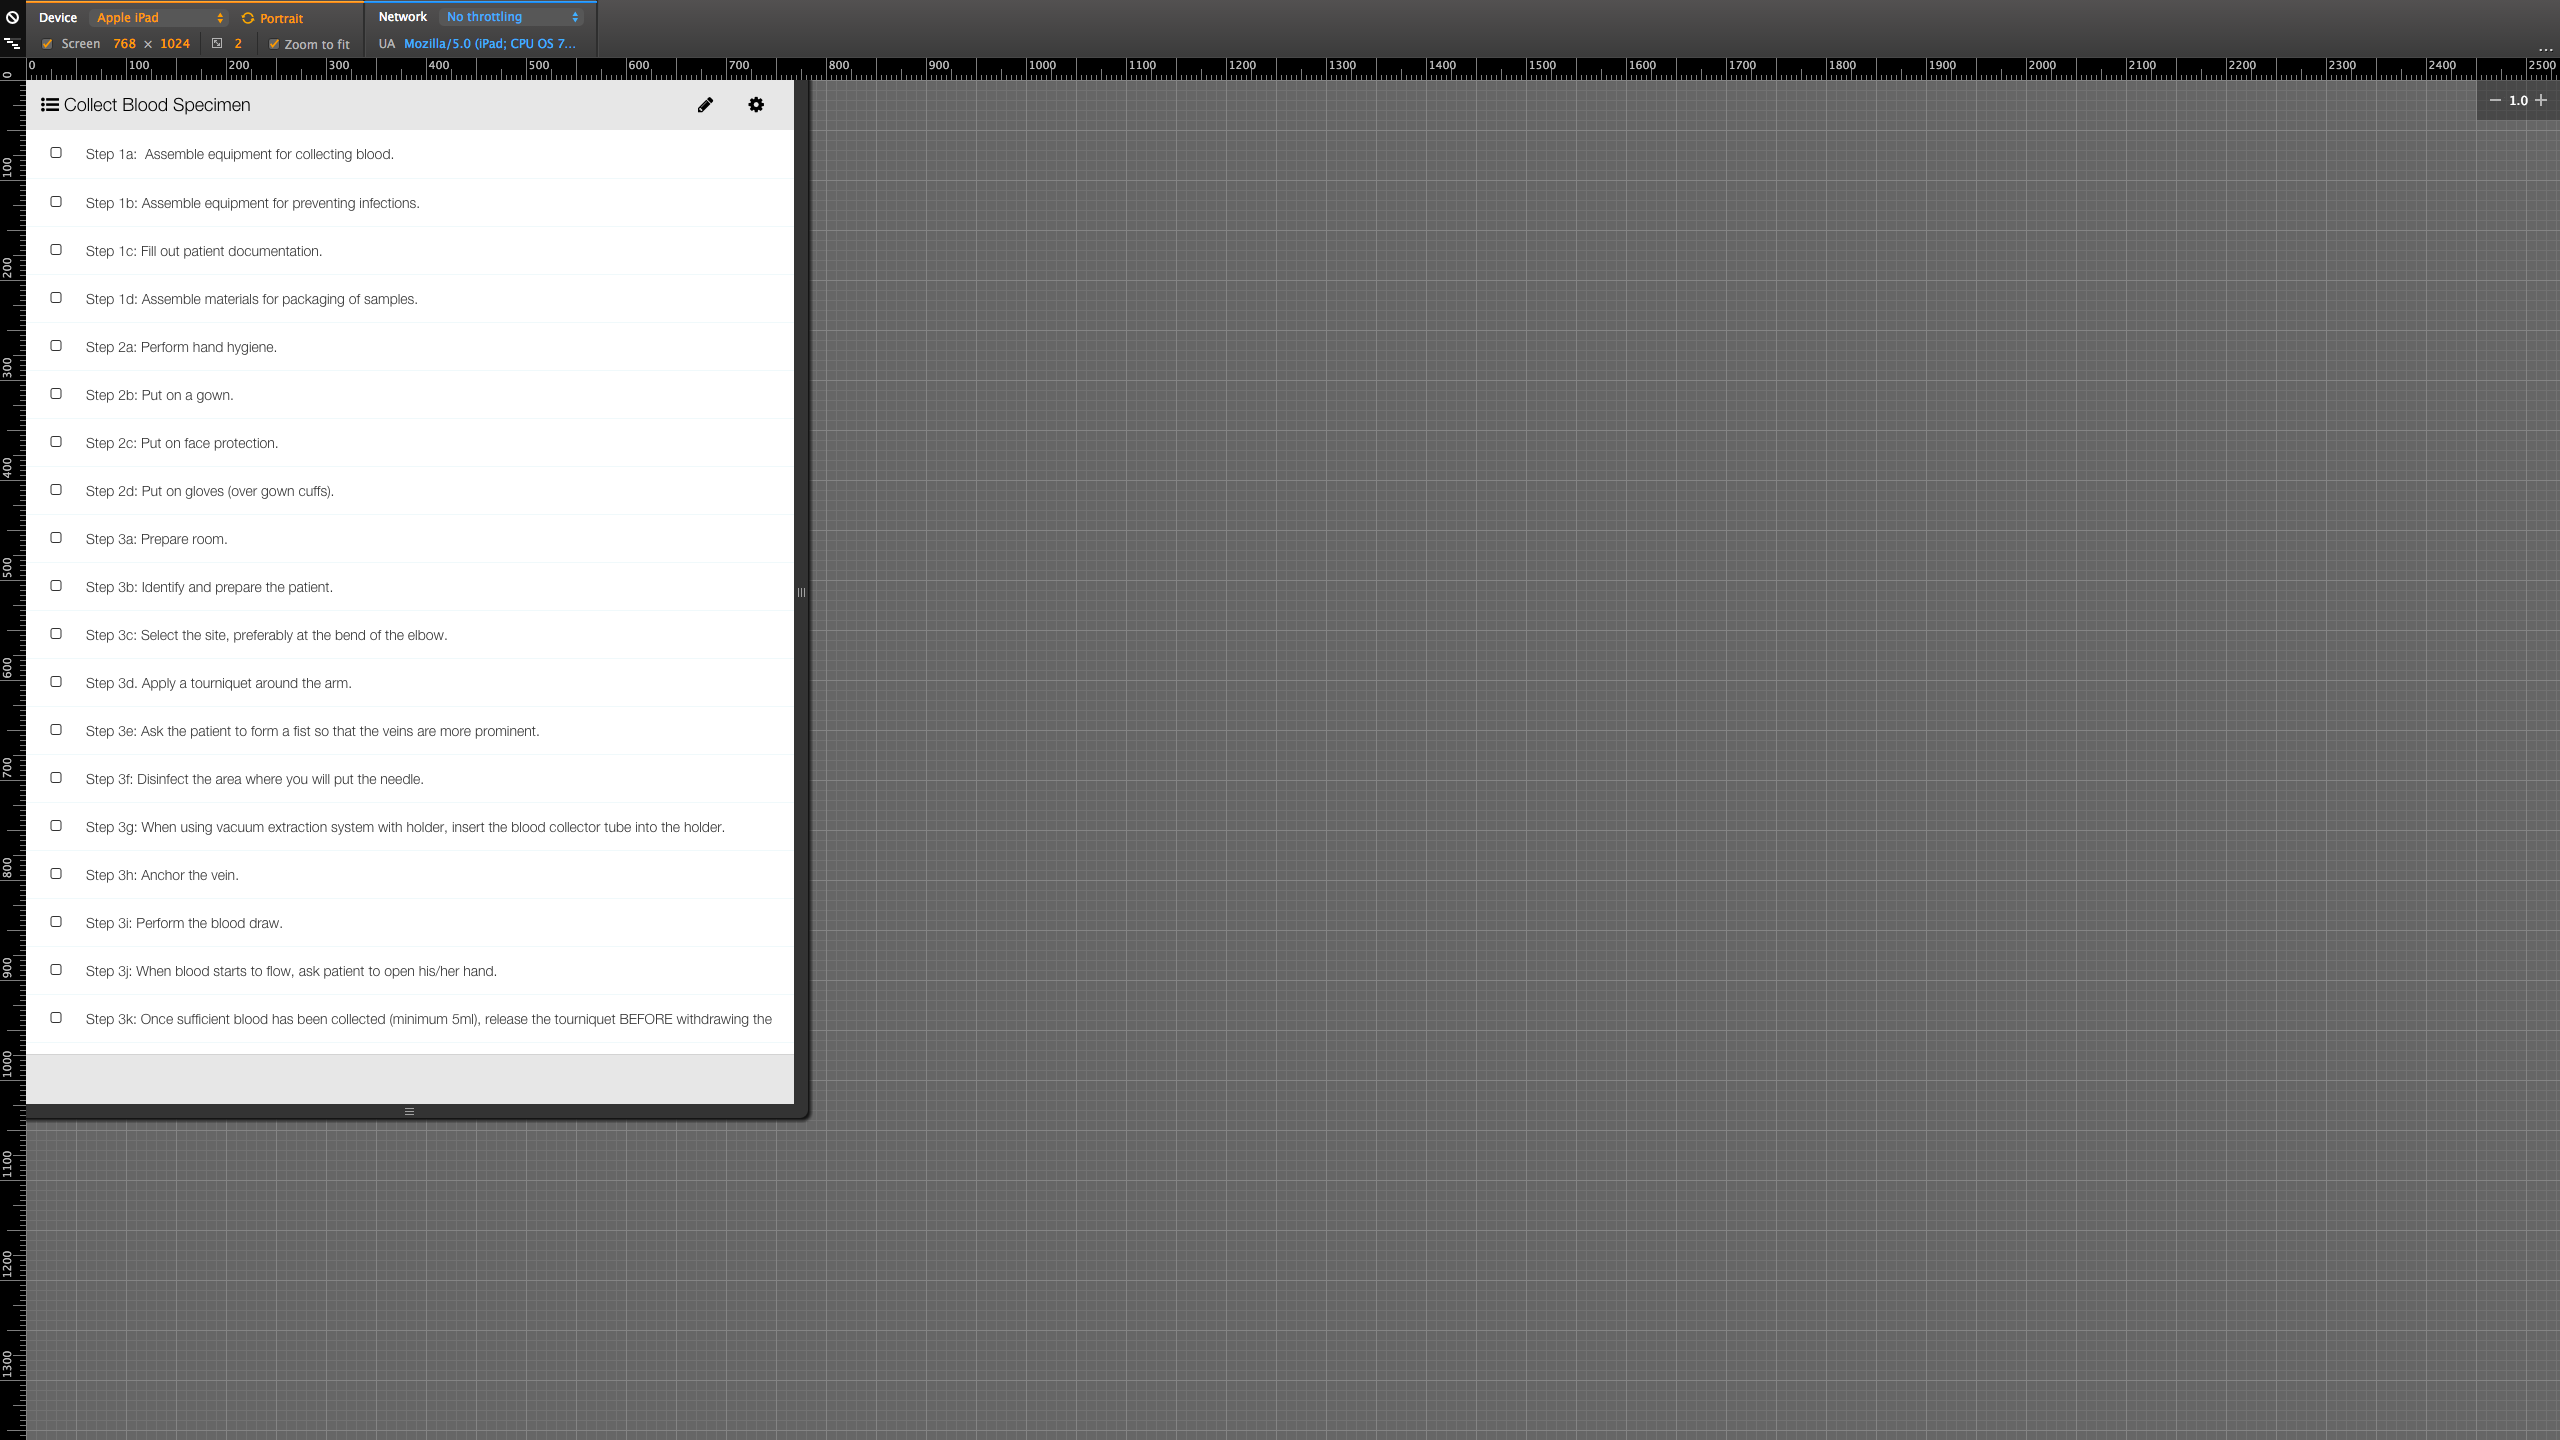 Device Apple iPad Portrait Network No throttling
Screen 768 × 1024 2 Zoom to fit UA Mozilla/5.0 (iPad; CPU OS 7...
...
0 100 200 300 400 500 600 700 800 900 1000 1100 1200 1300 1400 1500 1600 1700 1800 1900 2000 2100 2200 2300 2400 2500
0 100 200 300 400 500 600 700 800 900 1000 1100 1200 1300
− 1.0 +
Collect Blood Specimen
Step 1a:  Assemble equipment for collecting blood.
Step 1b: Assemble equipment for preventing infections.
Step 1c: Fill out patient documentation.
Step 1d: Assemble materials for packaging of samples.
Step 2a: Perform hand hygiene.
Step 2b: Put on a gown.
Step 2c: Put on face protection.
Step 2d: Put on gloves (over gown cuffs).
Step 3a: Prepare room.
Step 3b: Identify and prepare the patient.
Step 3c: Select the site, preferably at the bend of the elbow.
Step 3d. Apply a tourniquet around the arm.
Step 3e: Ask the patient to form a fist so that the veins are more prominent.
Step 3f: Disinfect the area where you will put the needle.
Step 3g: When using vacuum extraction system with holder, insert the blood collector tube into the holder.
Step 3h: Anchor the vein.
Step 3i: Perform the blood draw.
Step 3j: When blood starts to flow, ask patient to open his/her hand.
Step 3k: Once sufficient blood has been collected (minimum 5ml), release the tourniquet BEFORE withdrawing the